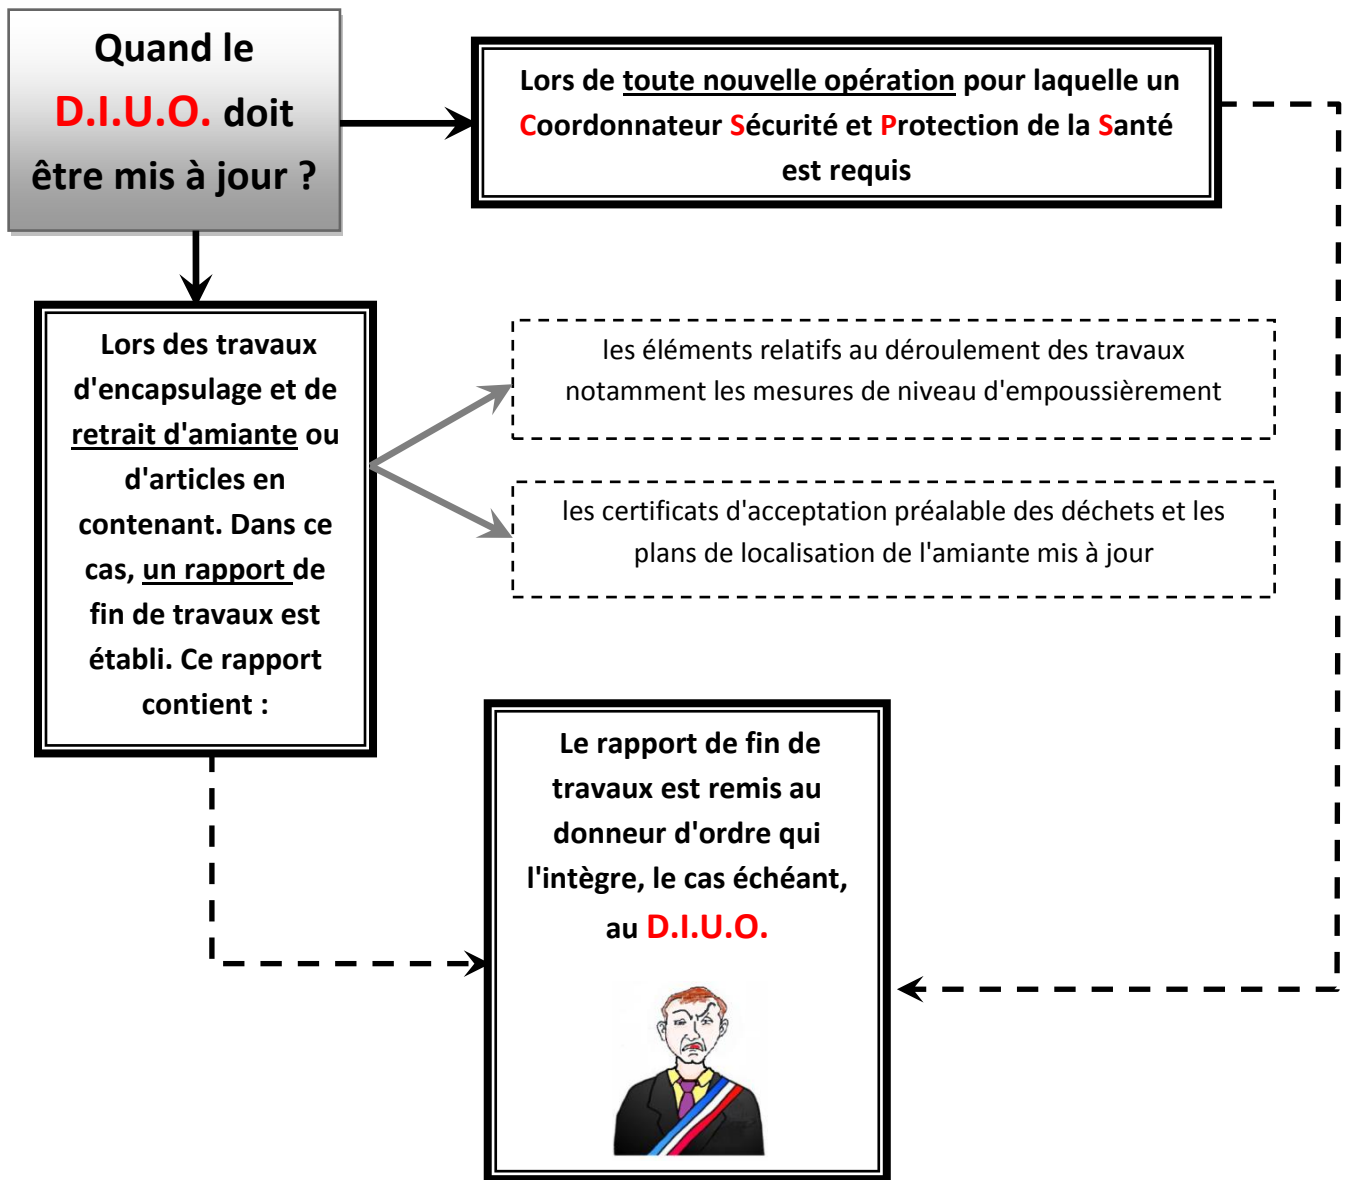 Quand le
D.I.U.O. doit
être mis à jour ?
Lors de toute nouvelle opération pour laquelle un
Coordonnateur Sécurité et Protection de la Santé
est requis
Lors des travaux
d'encapsulage et de
retrait d'amiante ou
d'articles en
contenant. Dans ce
cas, un rapport de
fin de travaux est
établi. Ce rapport
contient :
les éléments relatifs au déroulement des travaux
notamment les mesures de niveau d'empoussièrement
les certificats d'acceptation préalable des déchets et les
plans de localisation de l'amiante mis à jour
Le rapport de fin de
travaux est remis au
donneur d'ordre qui
l'intègre, le cas échéant,
au D.I.U.O.